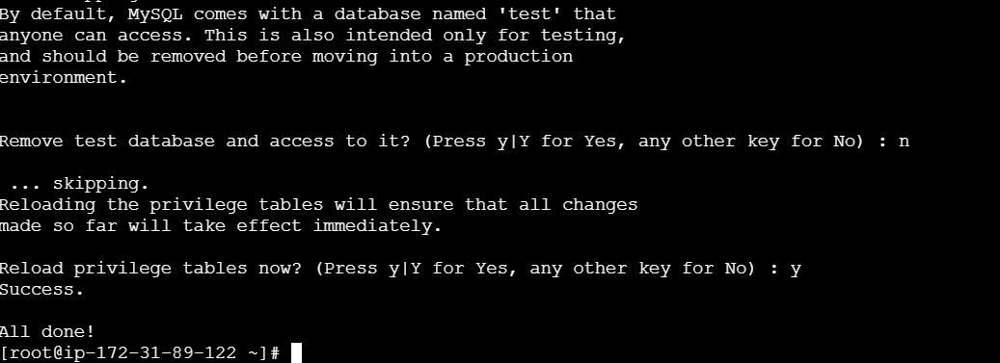 By default, MySQL comes with a database named 'test' that
anyone can access. This is also intended only for testing,
and should be removed before moving into a production
environment.
Remove test database and access to it? (Press y|Y for Yes, any other key for No) : n
... skipping.
Reloading the privilege tables will ensure that all changes
made so far will take effect immediately.
Reload privilege tables now? (Press y|Y for Yes, any other key for No) : y
Success.
All done!
[root@ip-172-31-89-122 ~]#